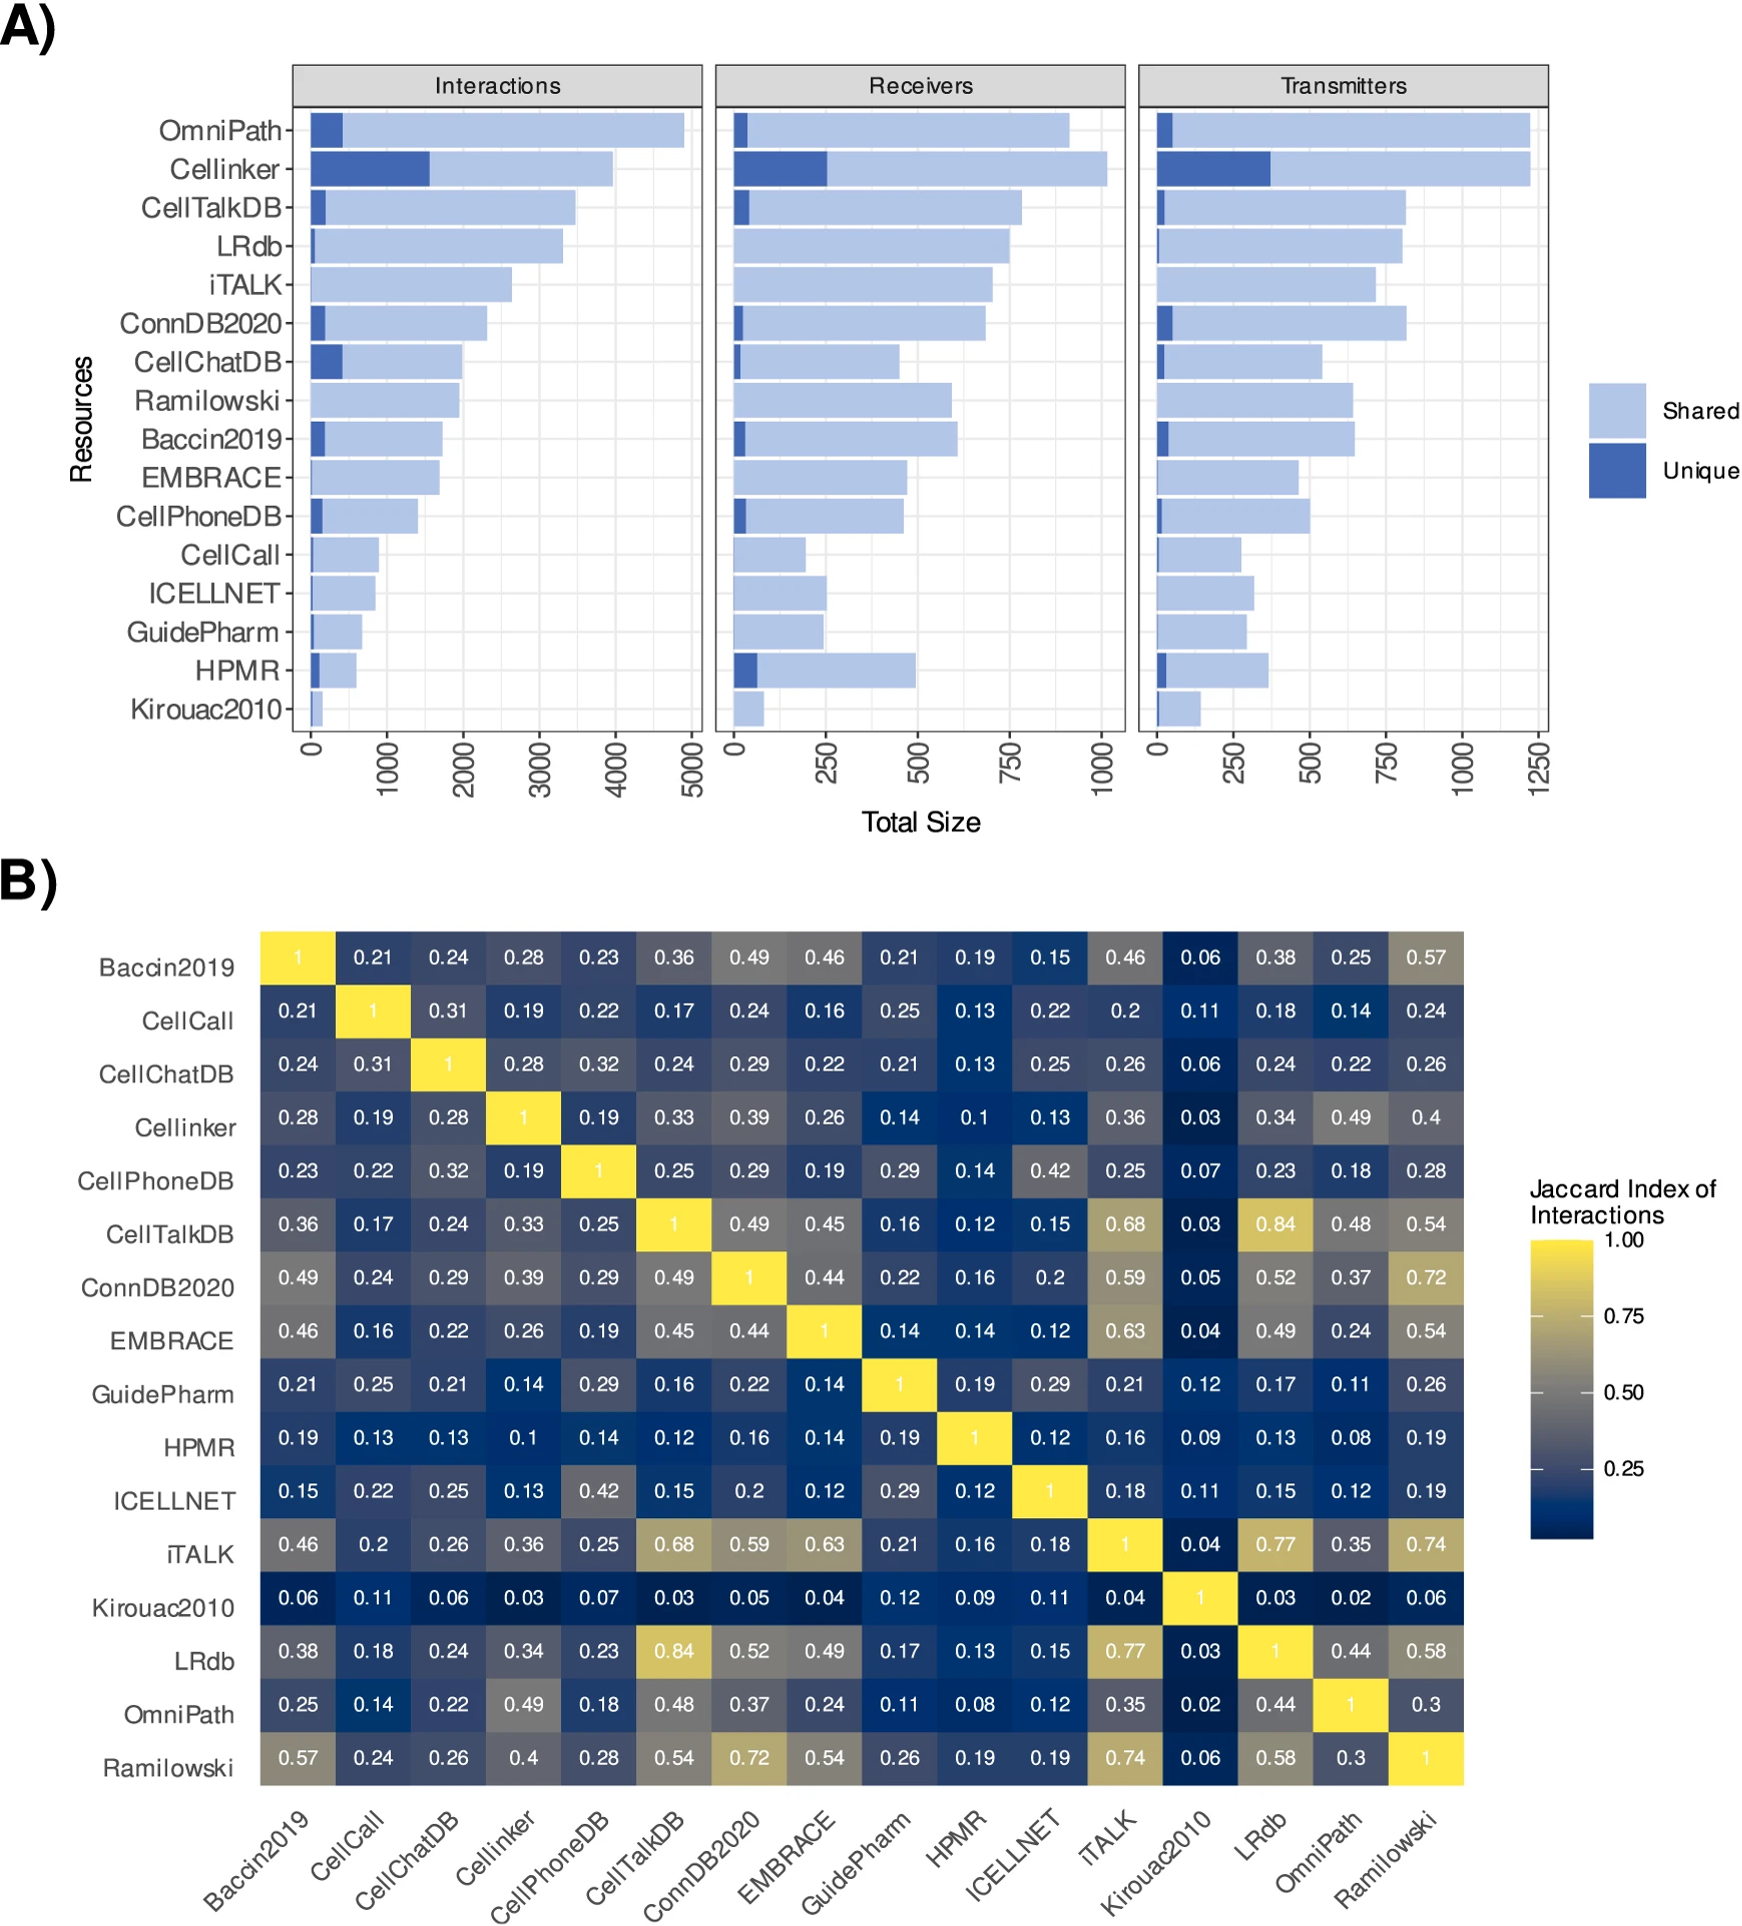 A)
Interactions Receivers Transmitters
OmniPath
Cellinker
CellTalkDB
LRdb
iTALK
ConnDB2020
CellChatDB
Ramilowski
Baccin2019
EMBRACE
CellPhoneDB
CellCall
ICELLNET
GuidePharm
HPMR
Kirouac2010
Resources
Shared
Unique
0 1000 2000 3000 4000 5000 0 250 500 750 1000 0 250 500 750 1000 1250
Total Size
B)
Baccin2019 1 0.21 0.24 0.28 0.23 0.36 0.49 0.46 0.21 0.19 0.15 0.46 0.06 0.38 0.25 0.57
CellCall 0.21 1 0.31 0.19 0.22 0.17 0.24 0.16 0.25 0.13 0.22 0.2 0.11 0.18 0.14 0.24
CellChatDB 0.24 0.31 1 0.28 0.32 0.24 0.29 0.22 0.21 0.13 0.25 0.26 0.06 0.24 0.22 0.26
Cellinker 0.28 0.19 0.28 1 0.19 0.33 0.39 0.26 0.14 0.1 0.13 0.36 0.03 0.34 0.49 0.4
CellPhoneDB 0.23 0.22 0.32 0.19 1 0.25 0.29 0.19 0.29 0.14 0.42 0.25 0.07 0.23 0.18 0.28
CellTalkDB 0.36 0.17 0.24 0.33 0.25 1 0.49 0.45 0.16 0.12 0.15 0.68 0.03 0.84 0.48 0.54
ConnDB2020 0.49 0.24 0.29 0.39 0.29 0.49 1 0.44 0.22 0.16 0.2 0.59 0.05 0.52 0.37 0.72
EMBRACE 0.46 0.16 0.22 0.26 0.19 0.45 0.44 1 0.14 0.14 0.12 0.63 0.04 0.49 0.24 0.54
GuidePharm 0.21 0.25 0.21 0.14 0.29 0.16 0.22 0.14 1 0.19 0.29 0.21 0.12 0.17 0.11 0.26
HPMR 0.19 0.13 0.13 0.1 0.14 0.12 0.16 0.14 0.19 1 0.12 0.16 0.09 0.13 0.08 0.19
ICELLNET 0.15 0.22 0.25 0.13 0.42 0.15 0.2 0.12 0.29 0.12 1 0.18 0.11 0.15 0.12 0.19
iTALK 0.46 0.2 0.26 0.36 0.25 0.68 0.59 0.63 0.21 0.16 0.18 1 0.04 0.77 0.35 0.74
Kirouac2010 0.06 0.11 0.06 0.03 0.07 0.03 0.05 0.04 0.12 0.09 0.11 0.04 1 0.03 0.02 0.06
LRdb 0.38 0.18 0.24 0.34 0.23 0.84 0.52 0.49 0.17 0.13 0.15 0.77 0.03 1 0.44 0.58
OmniPath 0.25 0.14 0.22 0.49 0.18 0.48 0.37 0.24 0.11 0.08 0.12 0.35 0.02 0.44 1 0.3
Ramilowski 0.57 0.24 0.26 0.4 0.28 0.54 0.72 0.54 0.26 0.19 0.19 0.74 0.06 0.58 0.3 1
Baccin2019 CellCall CellChatDB Cellinker CellPhoneDB CellTalkDB ConnDB2020 EMBRACE GuidePharm HPMR ICELLNET iTALK Kirouac2010 LRdb OmniPath Ramilowski
Jaccard Index of
Interactions
1.00
0.75
0.50
0.25